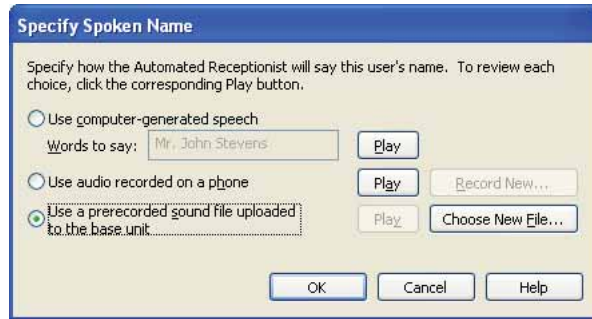 Specify Spoken Name
Specify how the Automated Receptionist will say this user's name. To review each
choice, click the corresponding Play button.
Use computer-generated speech
Words to say: Mr. John Stevens Play
Use audio recorded on a phone Play Record New...
Use a prerecorded sound file uploaded
to the base unit Play Choose New File...
OK Cancel Help